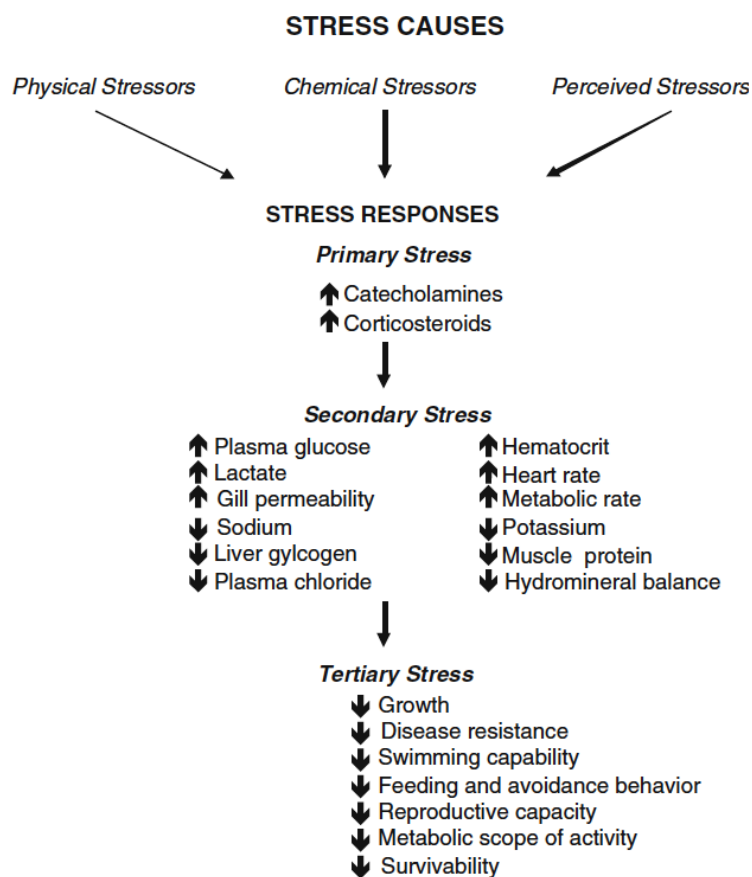 STRESS CAUSES
Physical Stressors Chemical Stressors Perceived Stressors
STRESS RESPONSES
Primary Stress
Catecholamines
Corticosteroids
Secondary Stress
Plasma glucose
Lactate
Gill permeability
Sodium
Liver gylcogen
Plasma chloride
Hematocrit
Heart rate
Metabolic rate
Potassium
Muscle protein
Hydromineral balance
Tertiary Stress
Growth
Disease resistance
Swimming capability
Feeding and avoidance behavior
Reproductive capacity
Metabolic scope of activity
Survivability